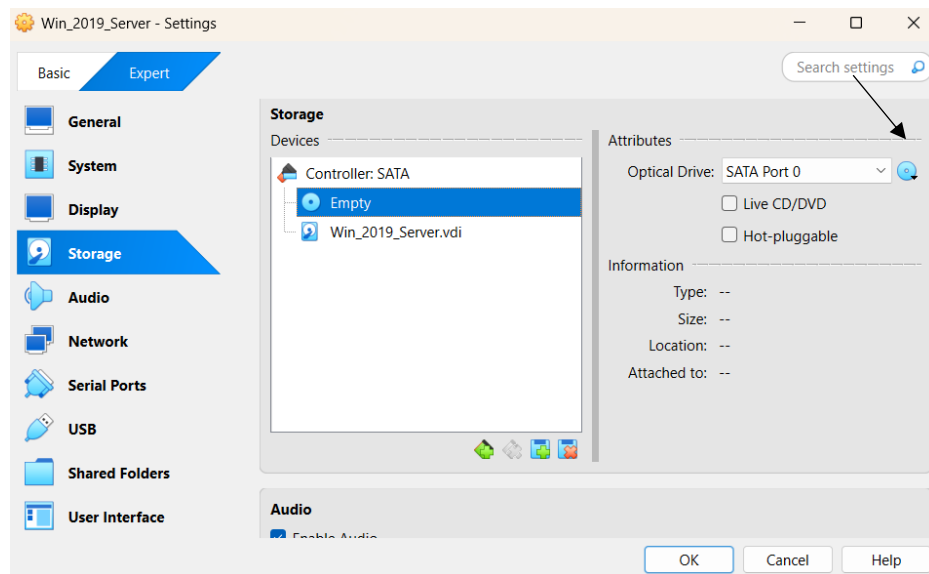 Win_2019_Server - Settings
Basic
Expert
Search settings
General
System
Display
Storage
Audio
Network
Serial Ports
USB
Shared Folders
User Interface
Storage
Devices
Controller: SATA
Empty
Win_2019_Server.vdi
Attributes
Optical Drive: SATA Port 0
Live CD/DVD
Hot-pluggable
Information
Type: --
Size: --
Location: --
Attached to: --
Audio
Enable Audio
OK Cancel Help